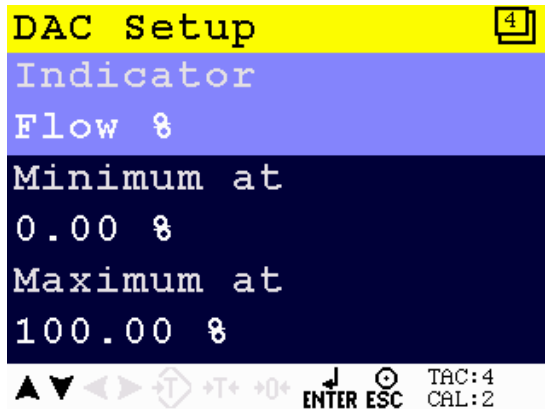 DAC Setup 4
Indicator
Flow %
Minimum at
0.00 %
Maximum at
100.00 %
T →T← →0← ENTER ESC TAC:4
CAL:2